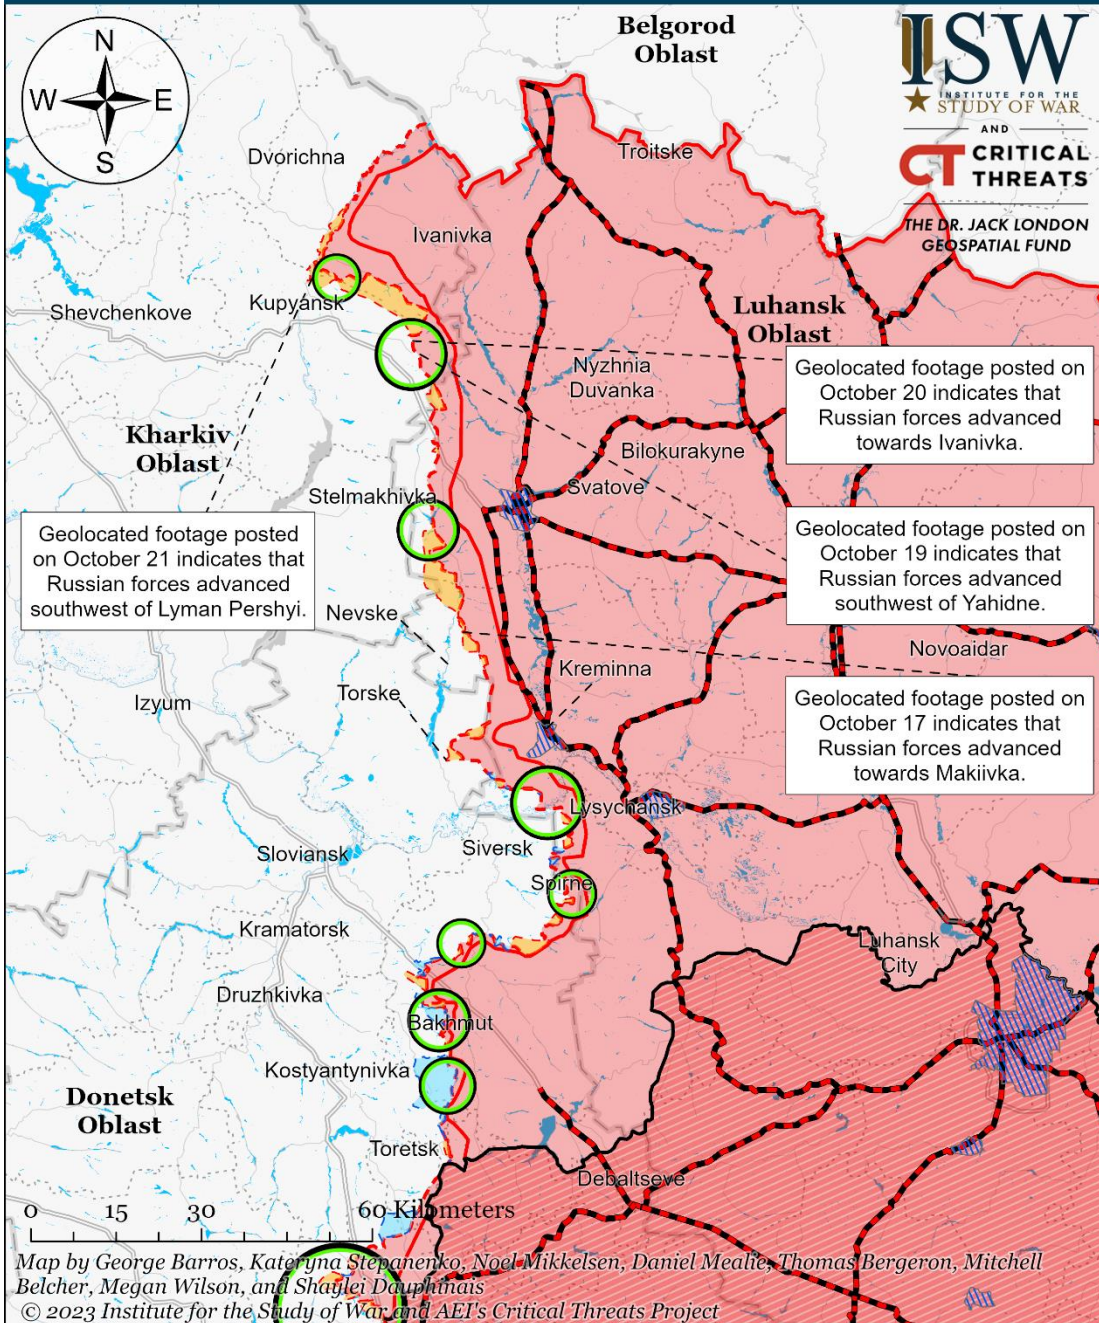 N
W
E
S
Belgorod
Oblast
ISW
INSTITUTE FOR THE
STUDY OF WAR
AND
CT CRITICAL
THREATS
THE DR. JACK LONDON
GEOSPATIAL FUND
Dvorichna
Troitske
Ivanivka
Kupyansk
Shevchenkove
Luhansk
Oblast
Nyzhnia
Duvanka
Geolocated footage posted on
October 20 indicates that
Russian forces advanced
towards Ivanivka.
Kharkiv
Oblast
Bilokurakyne
Svatove
Stelmakhivka
Geolocated footage posted
on October 21 indicates that
Russian forces advanced
southwest of Lyman Pershyi.
Geolocated footage posted on
October 19 indicates that
Russian forces advanced
southwest of Yahidne.
Nevske
Novoaidar
Kreminna
Torske
Izyum
Geolocated footage posted on
October 17 indicates that
Russian forces advanced
towards Makiivka.
Lysychansk
Siversk
Sloviansk
Spirne
Kramatorsk
Luhansk
City
Druzhkivka
Bakhmut
Kostyantynivka
Donetsk
Oblast
Toretsk
Debaltseve
0 15 30 60 Kilometers
Map by George Barros, Kateryna Stepanenko, Noel Mikkelsen, Daniel Mealie, Thomas Bergeron, Mitchell
Belcher, Megan Wilson, and Shaylei Dauphinais
© 2023 Institute for the Study of War and AEI's Critical Threats Project